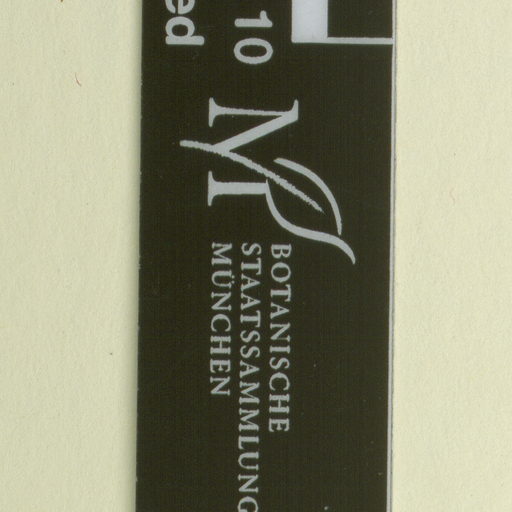 ed
10
BOTANISCHE
STAATSSAMMLUNG
MÜNCHEN